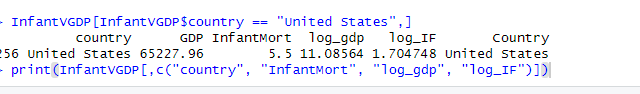 > InfantVGDP[InfantVGDP$country == "United States",]
country GDP InfantMort log_gdp log_IF Country
256 United States 65227.96 5.5 11.08564 1.704748 United States
> print(InfantVGDP[,c("country", "InfantMort", "log_gdp", "log_IF")])